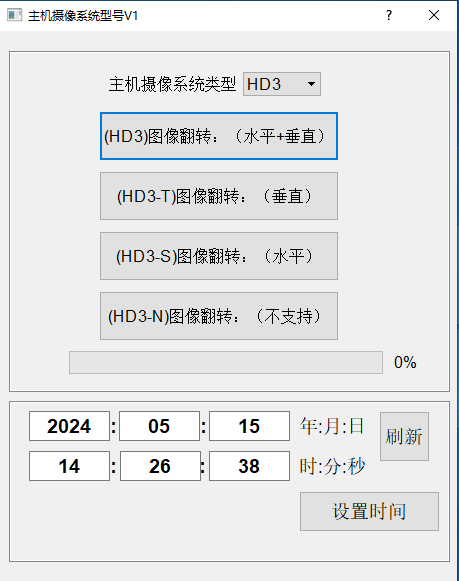 主机摄像系统型号V1
主机摄像系统类型 HD3
(HD3)图像翻转：（水平+垂直）
(HD3-T)图像翻转：（垂直）
(HD3-S)图像翻转：（水平）
(HD3-N)图像翻转：（不支持）
0%
2024:05:15 年:月:日
刷新
14:26:38 时:分:秒
设置时间